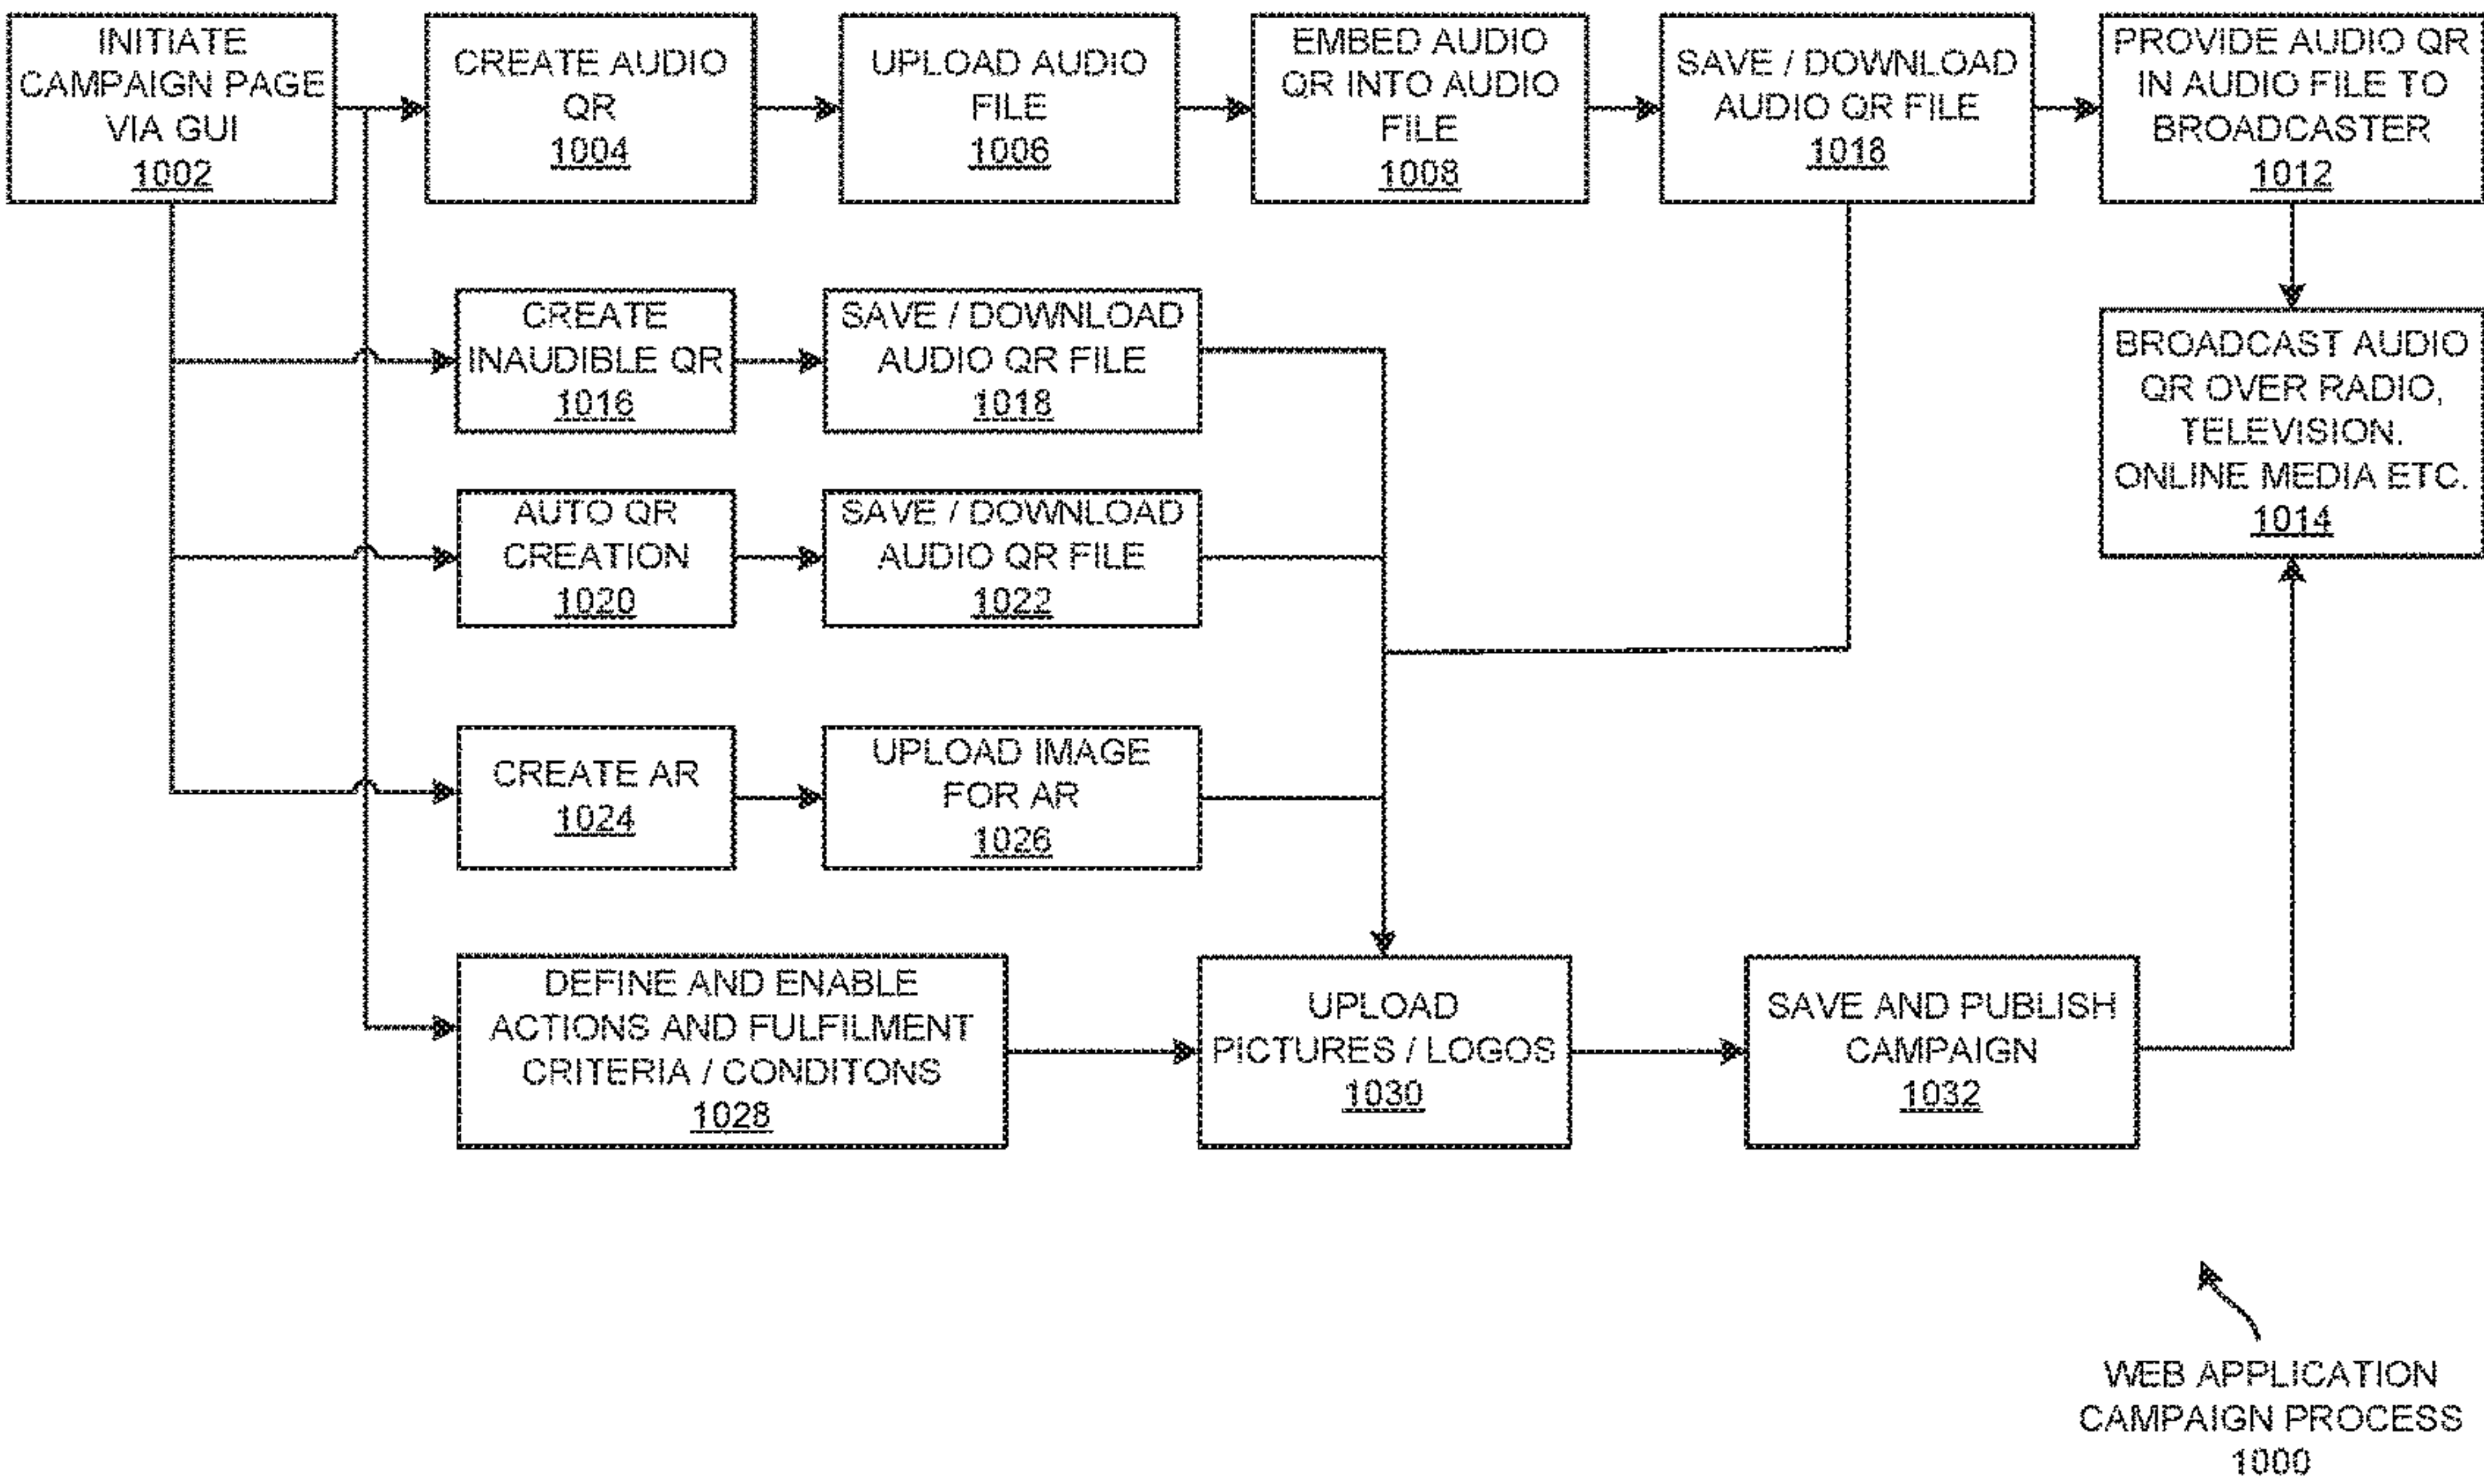 INITIATE
CAMPAIGN PAGE
VIA GUI
1002
CREATE AUDIO
QR
1004
UPLOAD AUDIO
FILE
1006
EMBED AUDIO
QR INTO AUDIO
FILE
1008
SAVE / DOWNLOAD
AUDIO QR FILE
1018
PROVIDE AUDIO QR
IN AUDIO FILE TO
BROADCASTER
1012
CREATE
INAUDIBLE QR
1016
SAVE / DOWNLOAD
AUDIO QR FILE
1018
BROADCAST AUDIO
QR OVER RADIO,
TELEVISION.
ONLINE MEDIA ETC.
1014
AUTO QR
CREATION
1020
SAVE / DOWNLOAD
AUDIO QR FILE
1022
CREATE AR
1024
UPLOAD IMAGE
FOR AR
1026
DEFINE AND ENABLE
ACTIONS AND FULFILMENT
CRITERIA / CONDITONS
1028
UPLOAD
PICTURES / LOGOS
1030
SAVE AND PUBLISH
CAMPAIGN
1032
WEB APPLICATION
CAMPAIGN PROCESS
1000